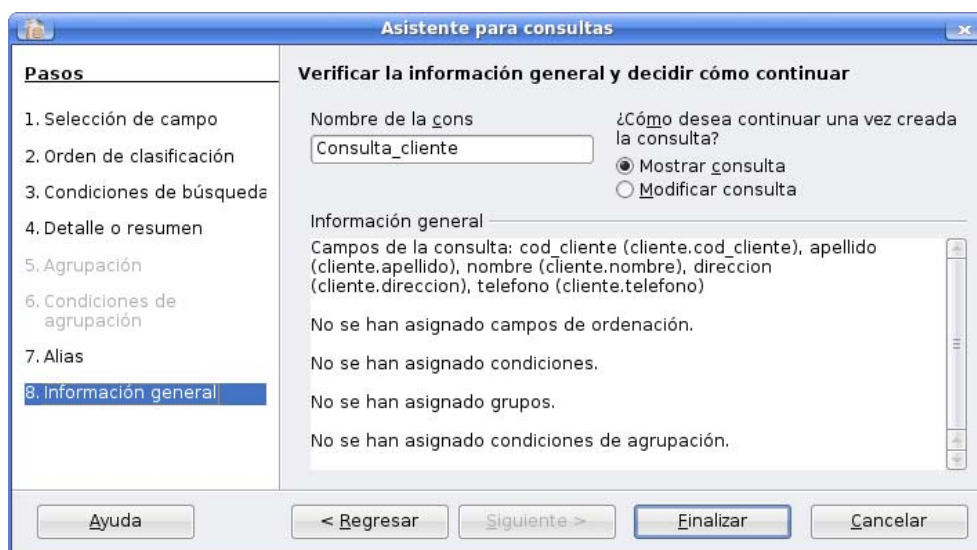 Asistente para consultas
Pasos
1. Selección de campo
2. Orden de clasificación
3. Condiciones de búsqueda
4. Detalle o resumen
5. Agrupación
6. Condiciones de
agrupación
7. Alias
8. Información general
Verificar la información general y decidir cómo continuar
Nombre de la cons
Consulta_cliente
¿Cómo desea continuar una vez creada
la consulta?
Mostrar consulta
Modificar consulta
Información general
Campos de la consulta: cod_cliente (cliente.cod_cliente), apellido
(cliente.apellido), nombre (cliente.nombre), direccion
(cliente.direccion), telefono (cliente.telefono)
No se han asignado campos de ordenación.
No se han asignado condiciones.
No se han asignado grupos.
No se han asignado condiciones de agrupación.
Ayuda
< Regresar
Siguiente >
Finalizar
Cancelar